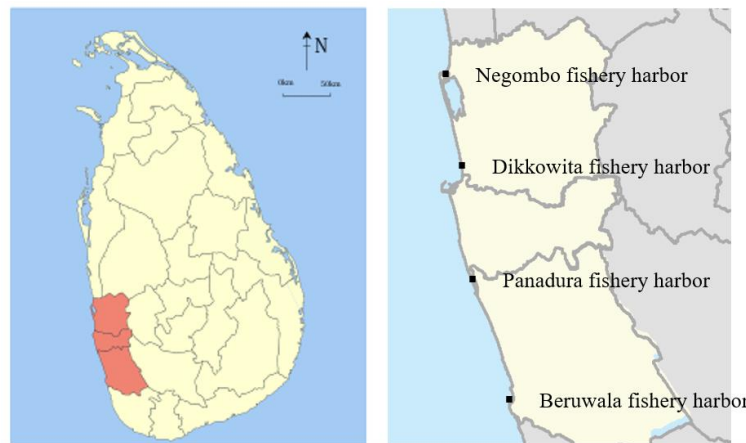 N
0km 50km
Negombo fishery harbor
Dikkowita fishery harbor
Panadura fishery harbor
Beruwala fishery harbor